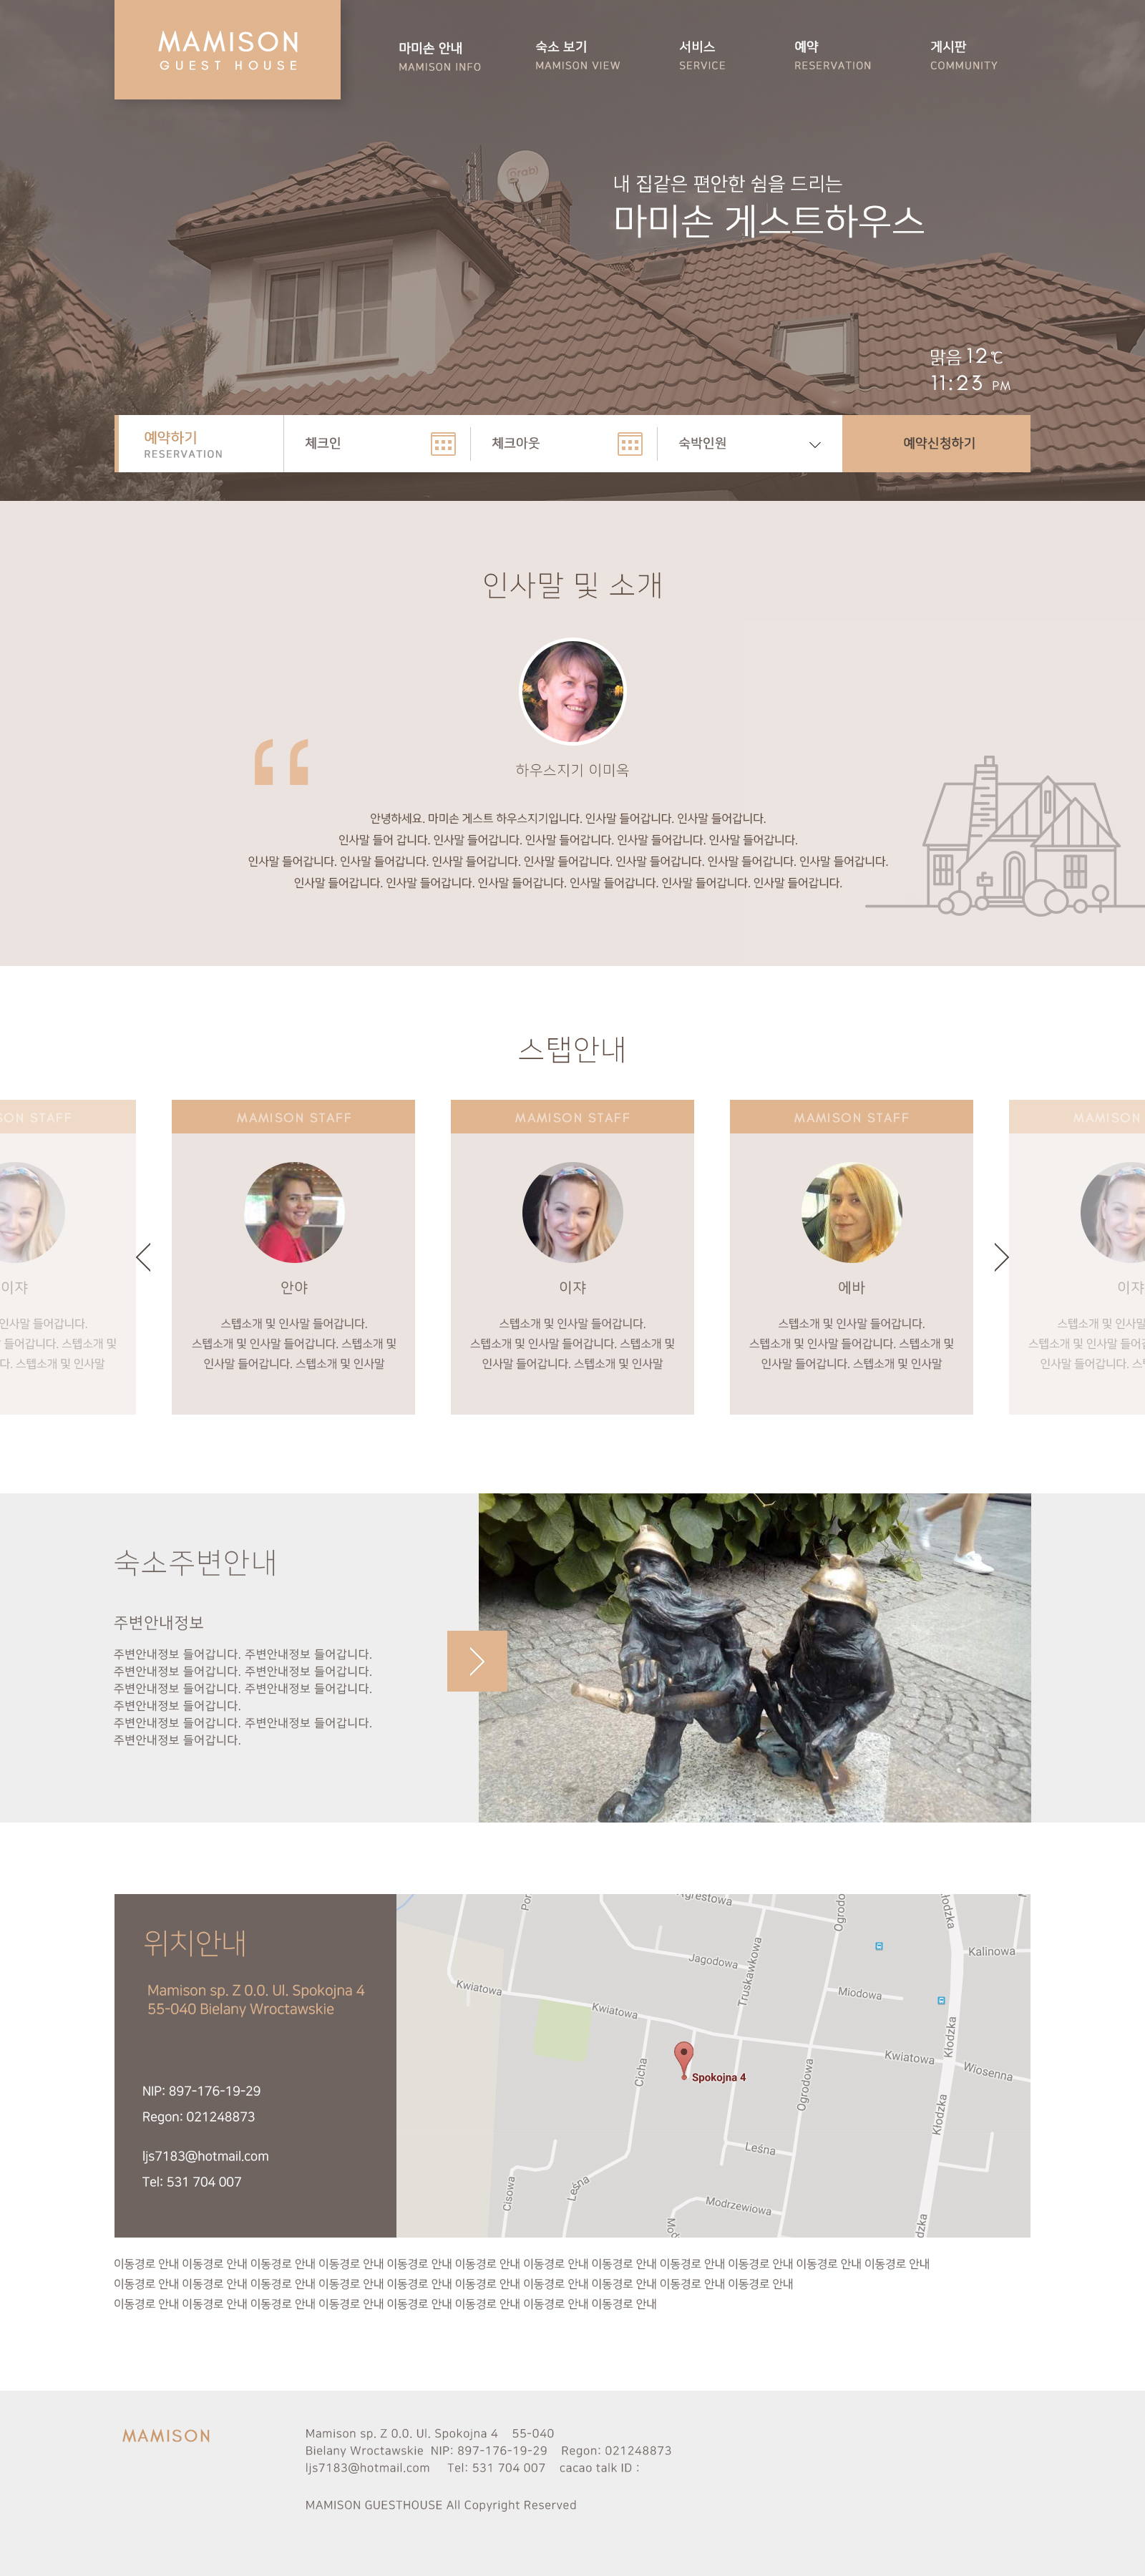 MAMISON
GUEST HOUSE
마미손 안내
MAMISON INFO
숙소 보기
MAMISON VIEW
서비스
SERVICE
예약
RESERVATION
게시판
COMMUNITY
내 집같은 편안한 쉼을 드리는
마미손 게스트하우스
맑음 12℃
11:23 PM
예약하기
RESERVATION
체크인
체크아웃
숙박인원
예약신청하기
인사말 및 소개
하우스지기 이미옥
안녕하세요. 마미손 게스트 하우스지기입니다. 인사말 들어갑니다. 인사말 들어갑니다.
인사말 들어 갑니다. 인사말 들어갑니다. 인사말 들어갑니다. 인사말 들어갑니다. 인사말 들어갑니다.
인사말 들어갑니다. 인사말 들어갑니다. 인사말 들어갑니다. 인사말 들어갑니다. 인사말 들어갑니다. 인사말 들어갑니다. 인사말 들어갑니다.
인사말 들어갑니다. 인사말 들어갑니다. 인사말 들어갑니다. 인사말 들어갑니다. 인사말 들어갑니다. 인사말 들어갑니다.
스탭안내
SON STAFF
이쟈
인사말 들어갑니다.
들어갑니다. 스텝소개 및
다. 스텝소개 및 인사말
MAMISON STAFF
안야
스텝소개 및 인사말 들어갑니다.
스텝소개 및 인사말 들어갑니다. 스텝소개 및
인사말 들어갑니다. 스텝소개 및 인사말
MAMISON STAFF
이쟈
스텝소개 및 인사말 들어갑니다.
스텝소개 및 인사말 들어갑니다. 스텝소개 및
인사말 들어갑니다. 스텝소개 및 인사말
MAMISON STAFF
에바
스텝소개 및 인사말 들어갑니다.
스텝소개 및 인사말 들어갑니다. 스텝소개 및
인사말 들어갑니다. 스텝소개 및 인사말
MAMISON
이쟈
스텝소개 및 인사말
스텝소개 및 인사말 들어갑
인사말 들어갑니다. 스
숙소주변안내
주변안내정보
주변안내정보 들어갑니다. 주변안내정보 들어갑니다.
주변안내정보 들어갑니다. 주변안내정보 들어갑니다.
주변안내정보 들어갑니다. 주변안내정보 들어갑니다.
주변안내정보 들어갑니다.
주변안내정보 들어갑니다. 주변안내정보 들어갑니다.
주변안내정보 들어갑니다.
위치안내
Mamison sp. Z 0.0. Ul. Spokojna 4
55-040 Bielany Wroctawskie
NIP: 897-176-19-29
Regon: 021248873
ljs7183@hotmail.com
Tel: 531 704 007
Por
Agrestowa
Ogrodo
Kłodzka
Kalinowa
Jagodowa
Truskawkowa
Kwiatowa
Miodowa
Kwiatowa
Kłodzka
Kwiatowa
Wiosenna
Cicha
Spokojna 4
Ogrodowa
Kłodzka
Leśna
Cisowa
Leśna
Modrzewiowa
dzka
이동경로 안내 이동경로 안내 이동경로 안내 이동경로 안내 이동경로 안내 이동경로 안내 이동경로 안내 이동경로 안내 이동경로 안내 이동경로 안내 이동경로 안내 이동경로 안내
이동경로 안내 이동경로 안내 이동경로 안내 이동경로 안내 이동경로 안내 이동경로 안내 이동경로 안내 이동경로 안내 이동경로 안내 이동경로 안내
이동경로 안내 이동경로 안내 이동경로 안내 이동경로 안내 이동경로 안내 이동경로 안내 이동경로 안내 이동경로 안내
MAMISON
Mamison sp. Z 0.0. Ul. Spokojna 4 55-040
Bielany Wroctawskie NIP: 897-176-19-29 Regon: 021248873
ljs7183@hotmail.com Tel: 531 704 007 cacao talk ID :
MAMISON GUESTHOUSE All Copyright Reserved